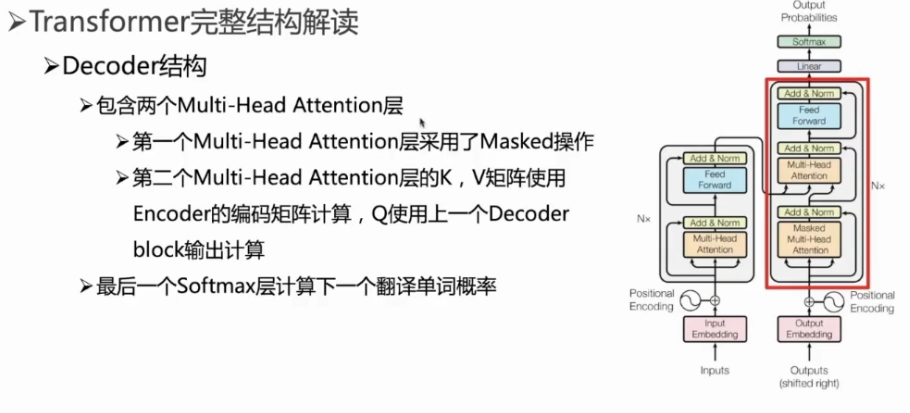 ➢Transformer完整结构解读
➢Decoder结构
➢包含两个Multi-Head Attention层
➢第一个Multi-Head Attention层采用了Masked操作
➢第二个Multi-Head Attention层的K，V矩阵使用
Encoder的编码矩阵计算，Q使用上一个Decoder
block输出计算
➢最后一个Softmax层计算下一个翻译单词概率
Output
Probabilities
Softmax
Linear
Add & Norm
Feed
Forward
Add & Norm
Multi-Head
Attention
Add & Norm
Masked
Multi-Head
Attention
N×
Add & Norm
Feed
Forward
N×
Add & Norm
Multi-Head
Attention
Positional
Encoding
Positional
Encoding
Input
Embedding
Output
Embedding
Inputs
Outputs
(shifted right)